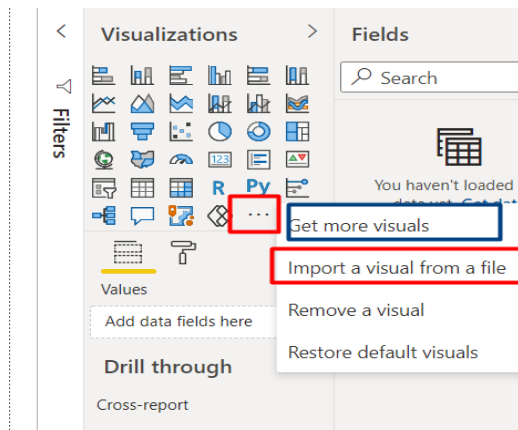 Visualizations
Fields
Search
Filters
123
R
Py
You haven't loaded
Get more visuals
Import a visual from a file
Values
Remove a visual
Add data fields here
Restore default visuals
Drill through
Cross-report